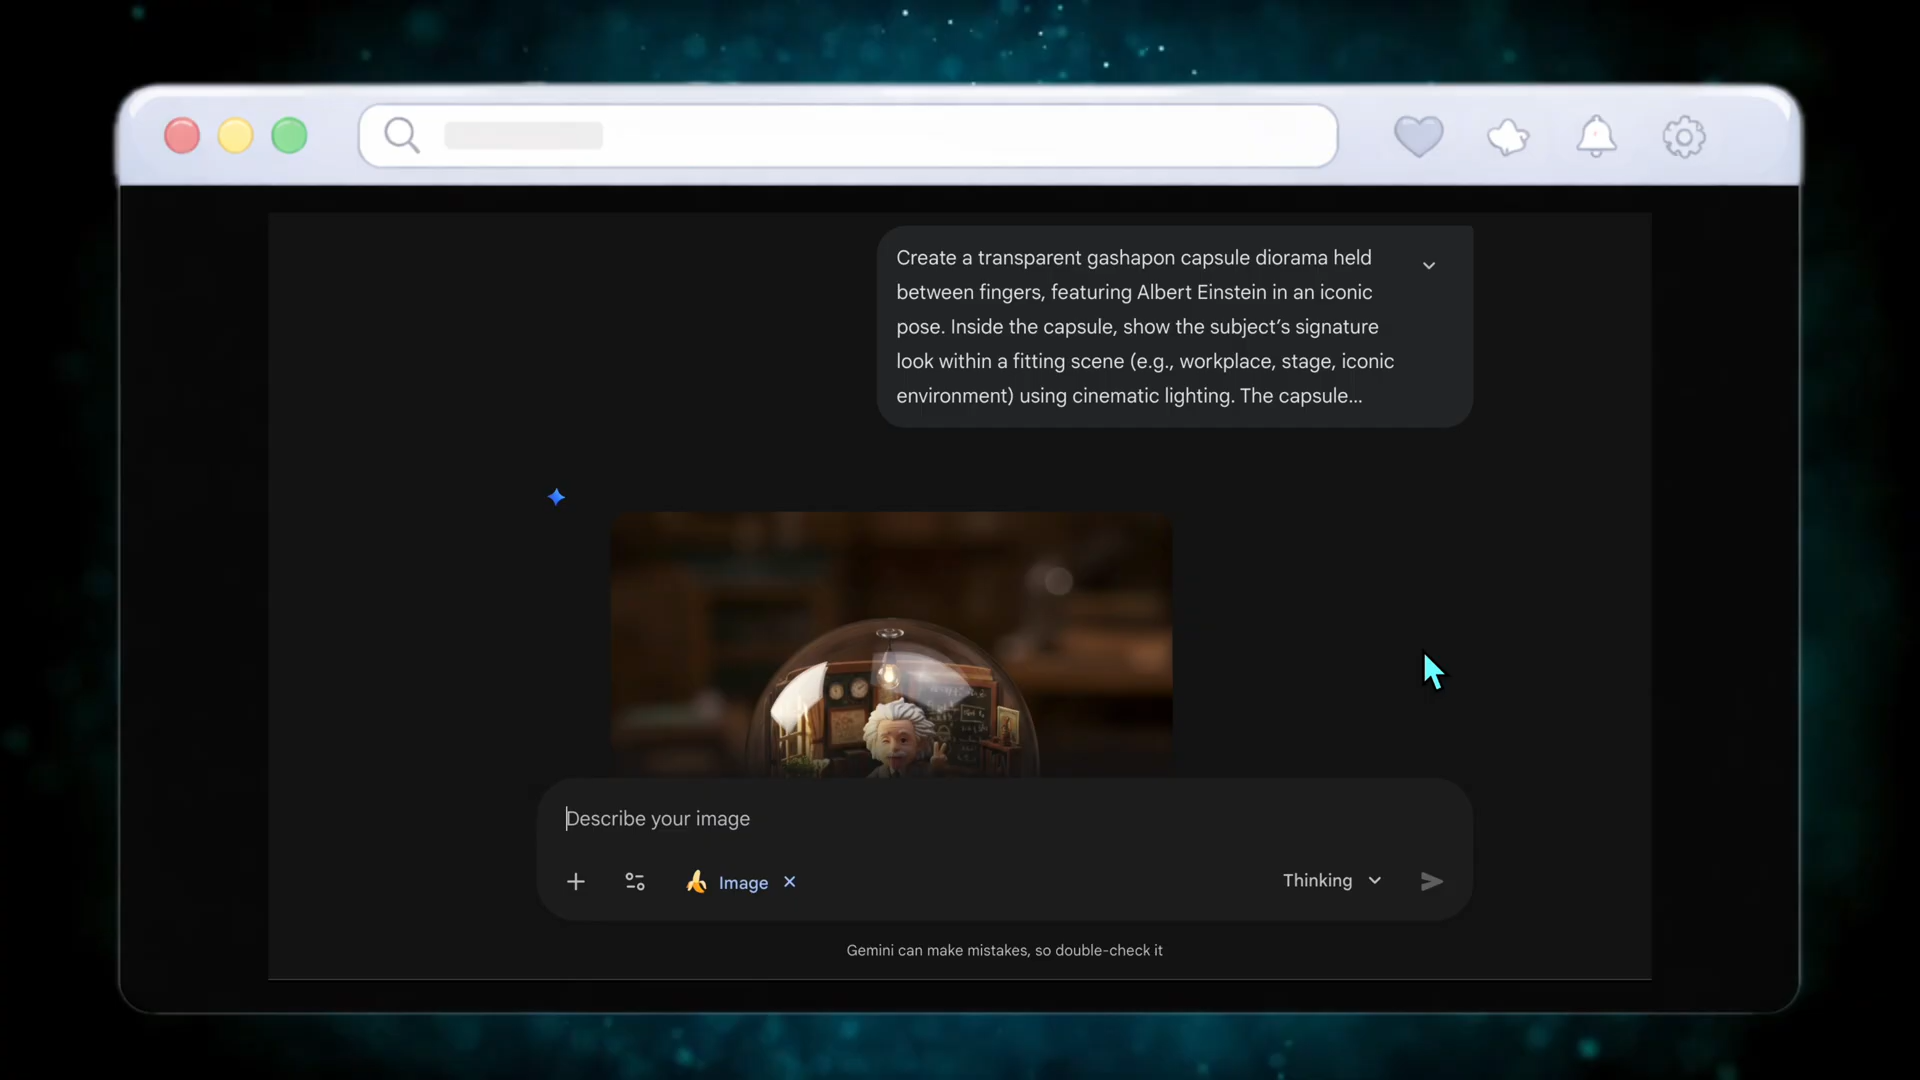 Create a transparent gashapon capsule diorama held
between fingers, featuring Albert Einstein in an iconic
pose. Inside the capsule, show the subject’s signature
look within a fitting scene (e.g., workplace, stage, iconic
environment) using cinematic lighting. The capsule...
Describe your image
Image
Thinking
Gemini can make mistakes, so double-check it